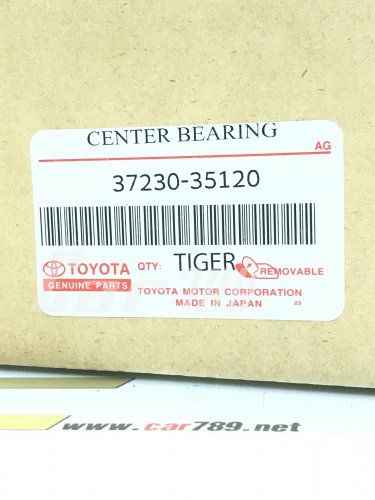 CENTER BEARING
AG
37230-35120
TOYOTA QTY: TIGER REMOVABLE
GENUINE PARTS TOYOTA MOTOR CORPORATION
MADE IN JAPAN 23
www.car789.net